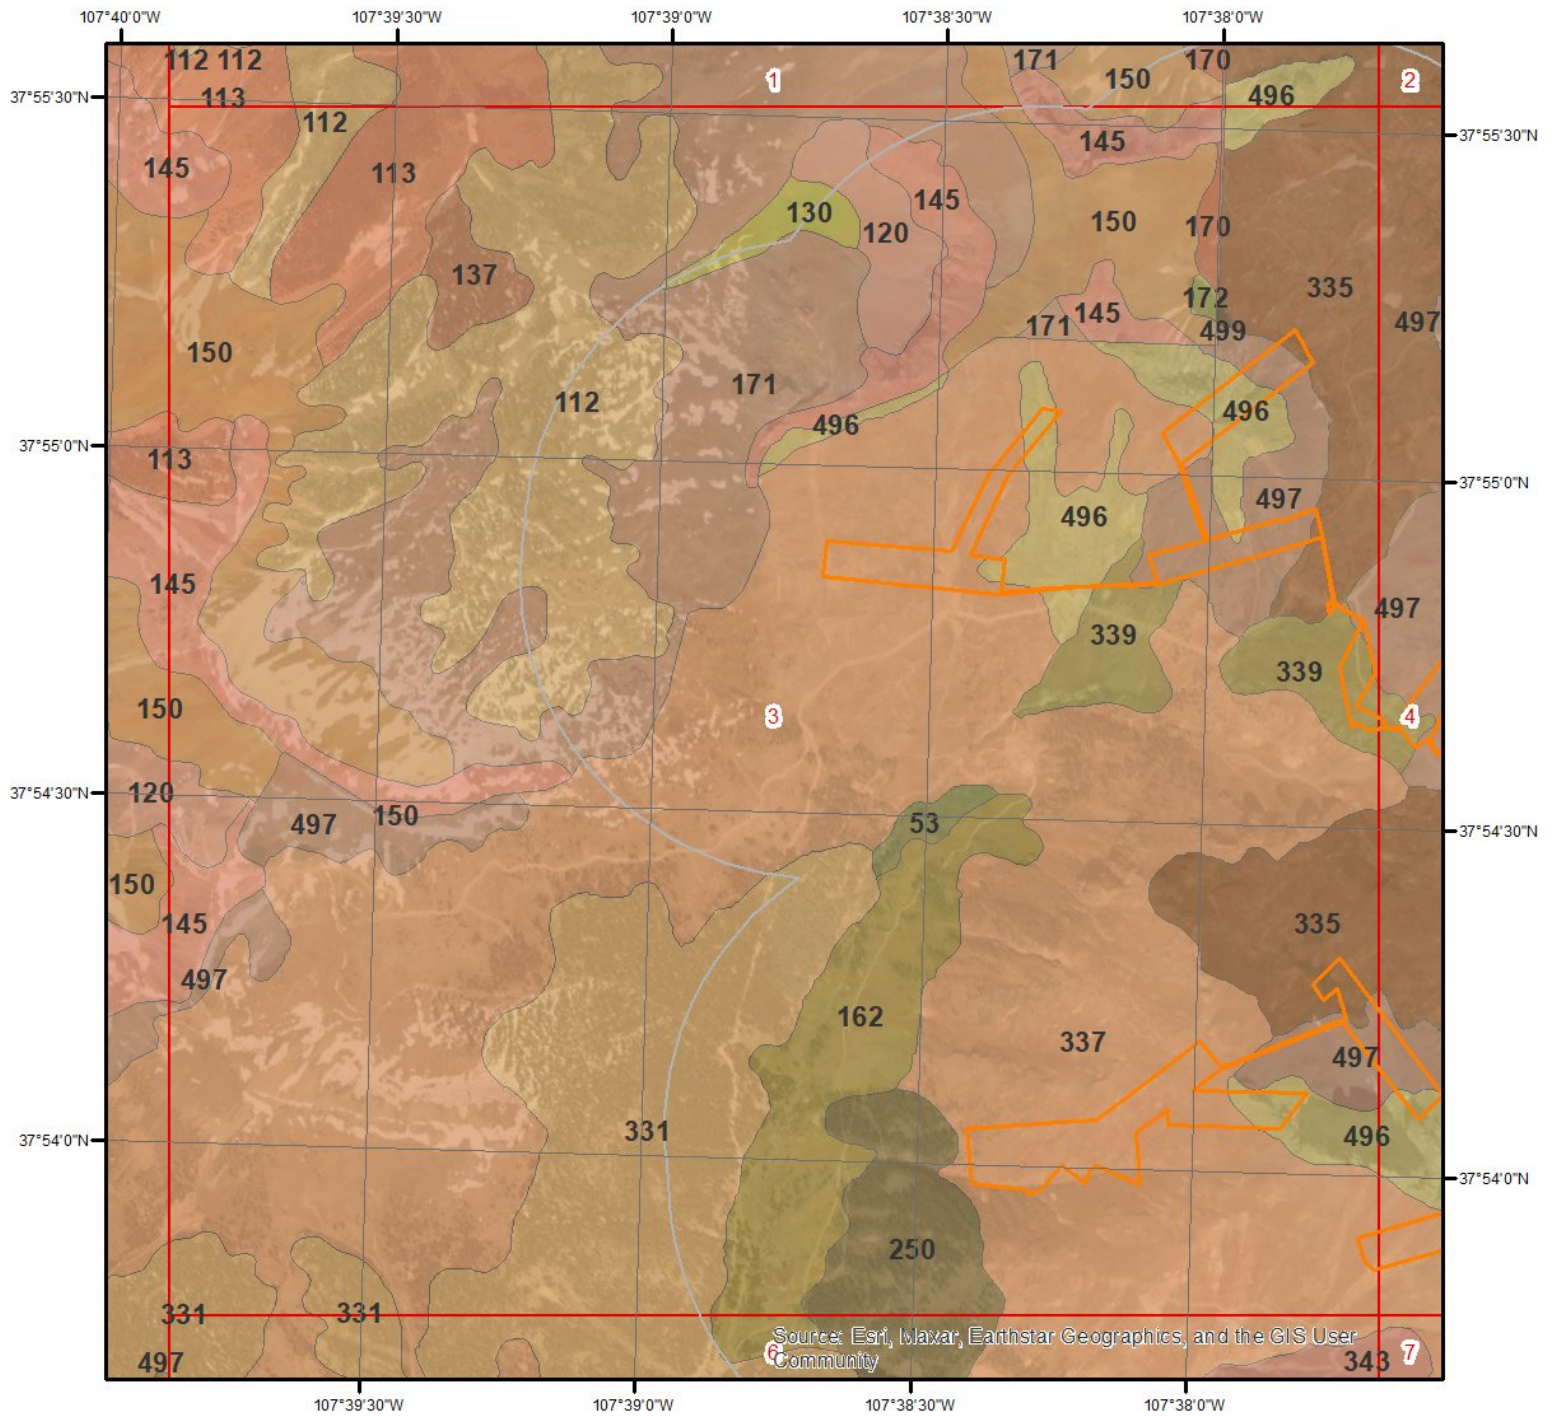 107°40'0"W 107°39'30"W 107°39'0"W 107°38'30"W 107°38'0"W
112 112 171 170
1 150 2
37°55'30"N 113 496
112 37°55'30"N
145 113 145
130 145
120 150 170
137 335
172
145
150 171 499 497
171
112 496 496
37°55'0"N
113
37°55'0"N
497
496
145
497
339
339
150 3 4
37°54'30"N 120
497 150 53
37°54'30"N
150
145 335
497
162
337
497
331 496
37°54'0"N
37°54'0"N
250
331 331
Source: Esri, Maxar, Earthstar Geographics, and the GIS User
Community
497 6 343 7
107°39'30"W 107°39'0"W 107°38'30"W 107°38'0"W